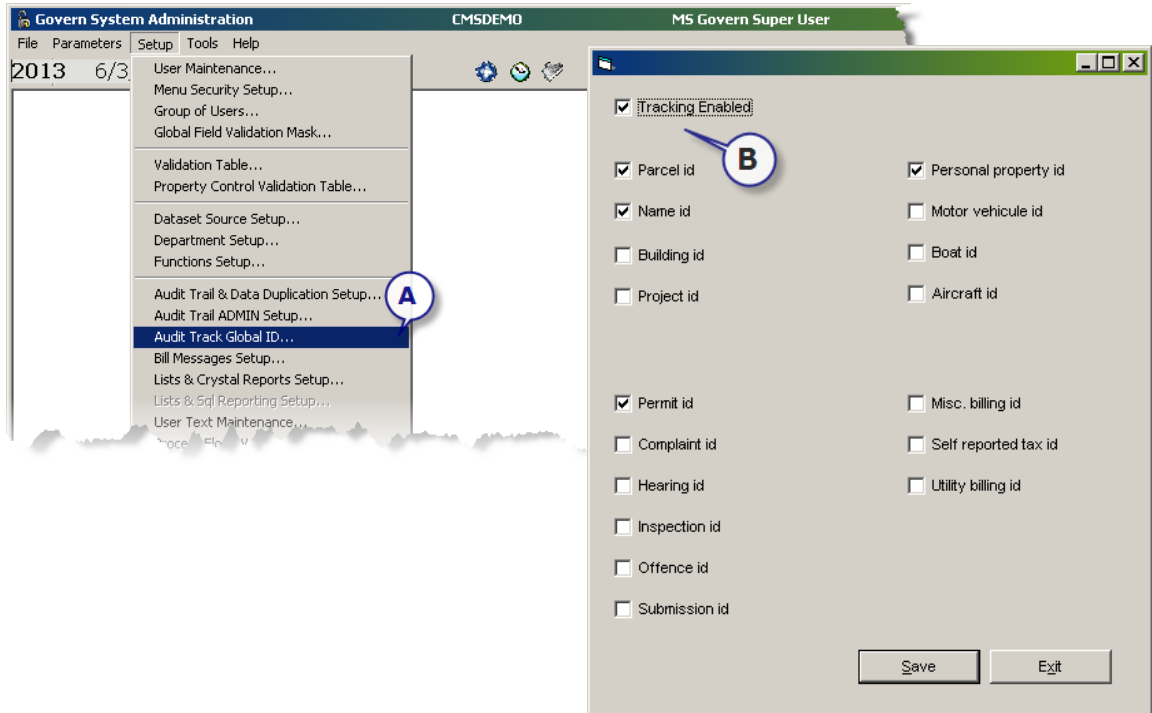 Govern System Administration CMSDEMO MS Govern Super User
File Parameters Setup Tools Help
2013 6/3
User Maintenance...
Menu Security Setup...
Group of Users...
Global Field Validation Mask...
Validation Table...
Property Control Validation Table...
Dataset Source Setup...
Department Setup...
Functions Setup...
Audit Trail & Data Duplication Setup...
A
Audit Trail ADMIN Setup...
Audit Track Global ID...
Bill Messages Setup...
Lists & Crystal Reports Setup...
Lists & Sql Reporting Setup...
User Text Maintenance...
Tracking Enabled
B
Parcel id
Personal property id
Name id
Motor vehicule id
Building id
Boat id
Project id
Aircraft id
Permit id
Misc. billing id
Complaint id
Self reported tax id
Hearing id
Utility billing id
Inspection id
Offence id
Submission id
Save Exit